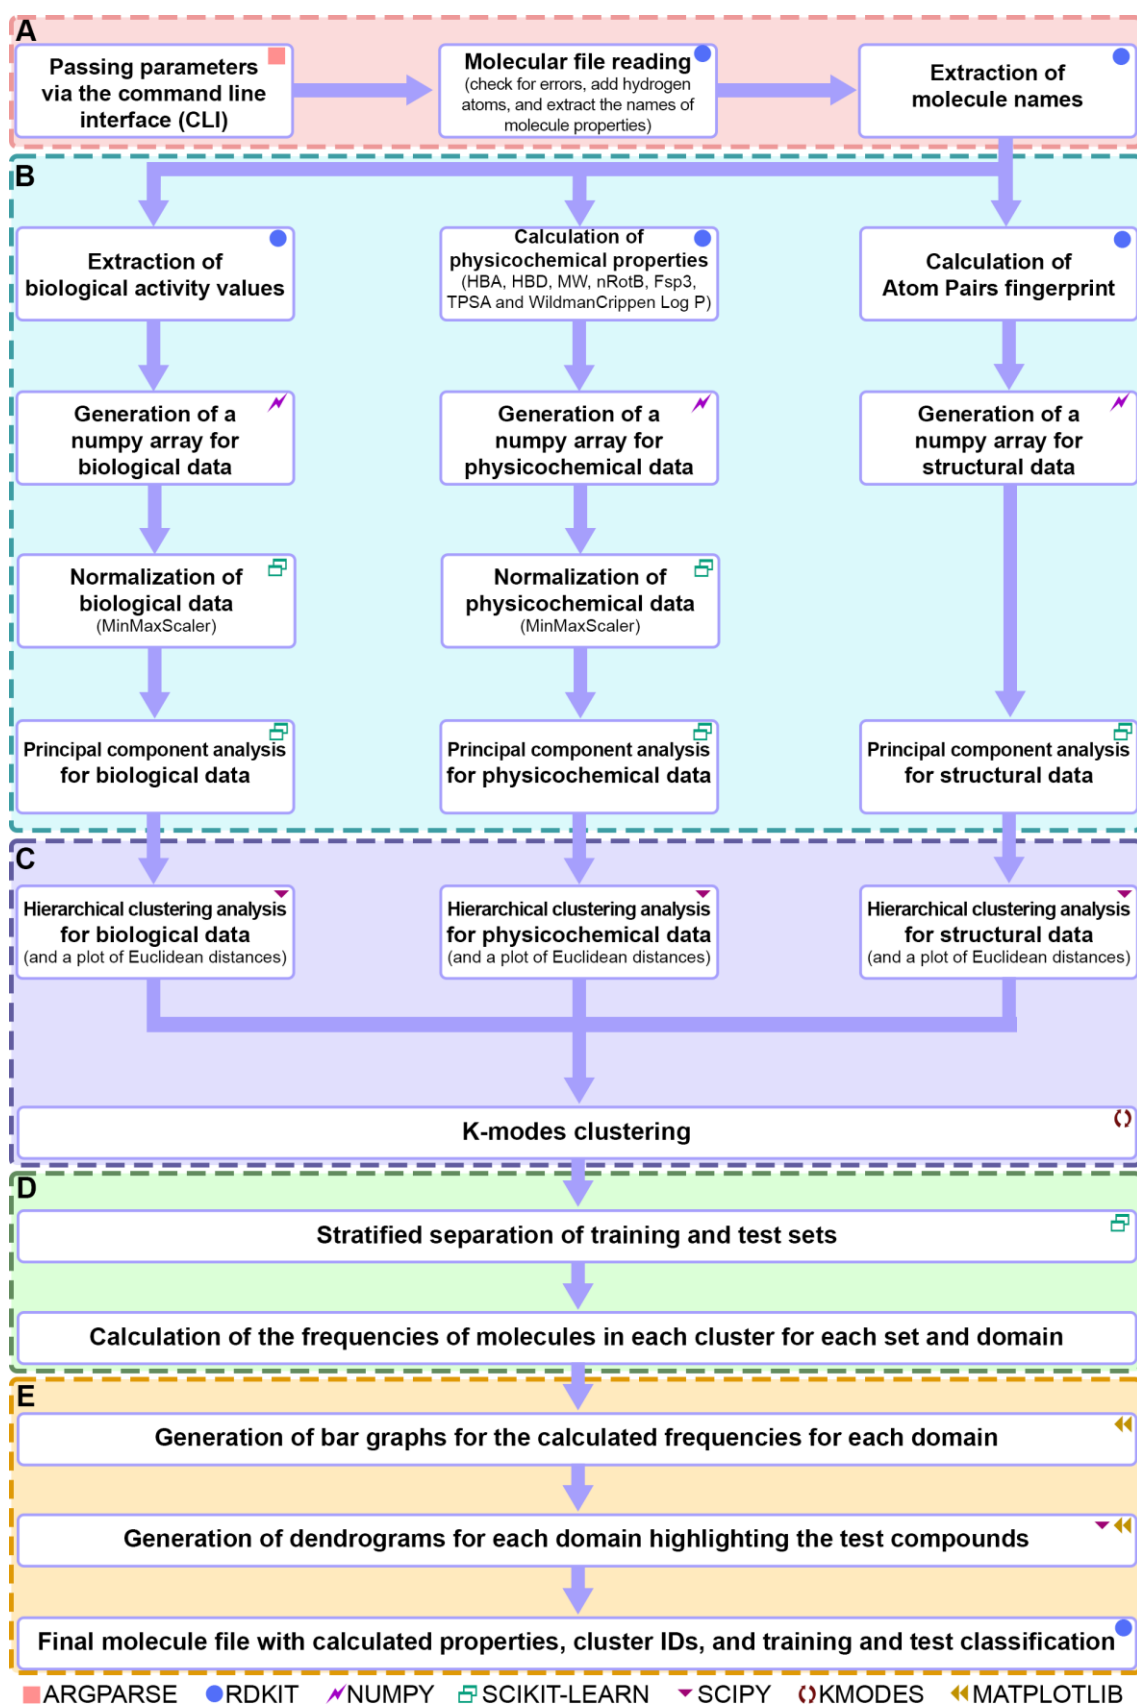 A
Passing parameters
via the command line
interface (CLI)
Molecular file reading
(check for errors, add hydrogen
atoms, and extract the names of
molecule properties)
Extraction of
molecule names
B
Extraction of
biological activity values
Calculation of
physicochemical properties
(HBA, HBD, MW, nRotB, Fsp3,
TPSA and WildmanCrippen Log P)
Calculation of
Atom Pairs fingerprint
Generation of a
numpy array for
biological data
Generation of a
numpy array for
physicochemical data
Generation of a
numpy array for
structural data
Normalization of
biological data
(MinMaxScaler)
Normalization of
physicochemical data
(MinMaxScaler)
Principal component analysis
for biological data
Principal component analysis
for physicochemical data
Principal component analysis
for structural data
C
Hierarchical clustering analysis
for biological data
(and a plot of Euclidean distances)
Hierarchical clustering analysis
for physicochemical data
(and a plot of Euclidean distances)
Hierarchical clustering analysis
for structural data
(and a plot of Euclidean distances)
K-modes clustering
D
Stratified separation of training and test sets
Calculation of the frequencies of molecules in each cluster for each set and domain
E
Generation of bar graphs for the calculated frequencies for each domain
Generation of dendrograms for each domain highlighting the test compounds
Final molecule file with calculated properties, cluster IDs, and training and test classification
ARGPARSE RDKIT NUMPY SCIKIT-LEARN SCIPY KMODES MATPLOTLIB